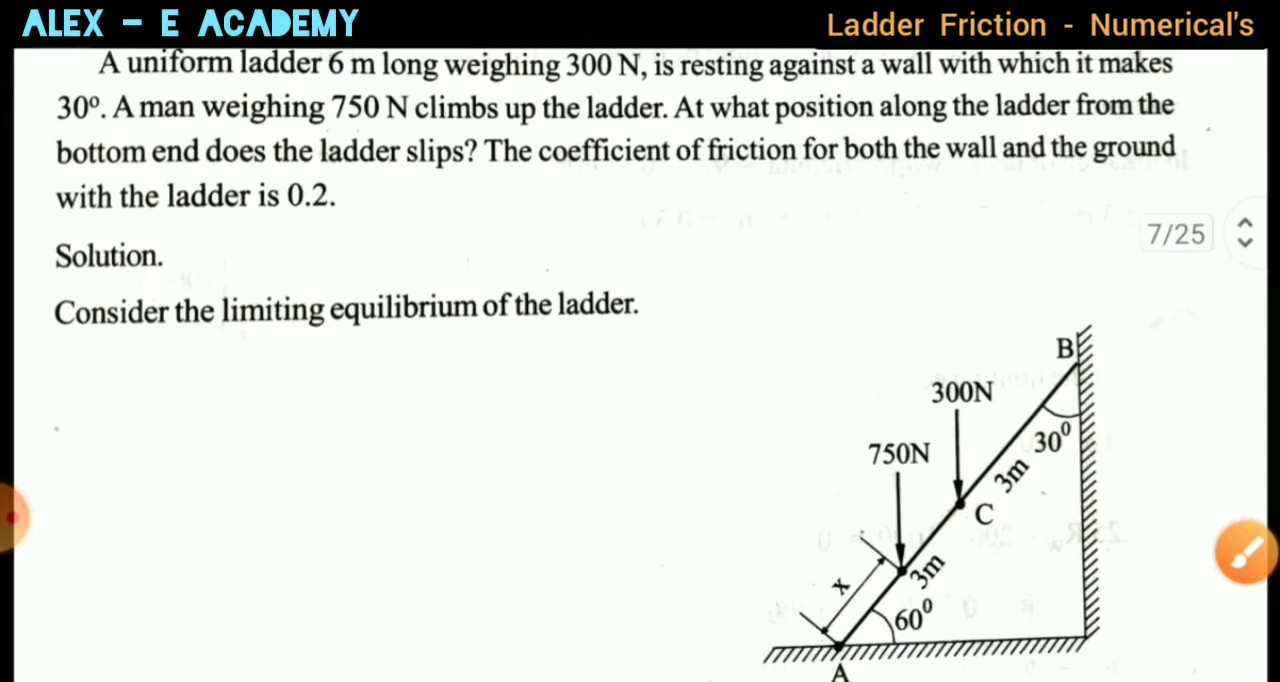 ALEX - E ACADEMY
Ladder Friction - Numerical's
A uniform ladder 6 m long weighing 300 N, is resting against a wall with which it makes
30⁰. A man weighing 750 N climbs up the ladder. At what position along the ladder from the
bottom end does the ladder slips? The coefficient of friction for both the wall and the ground
with the ladder is 0.2.
7/25
Solution.
Consider the limiting equilibrium of the ladder.
B
300N
30⁰
750N
3m
C
3m
x
60⁰
A